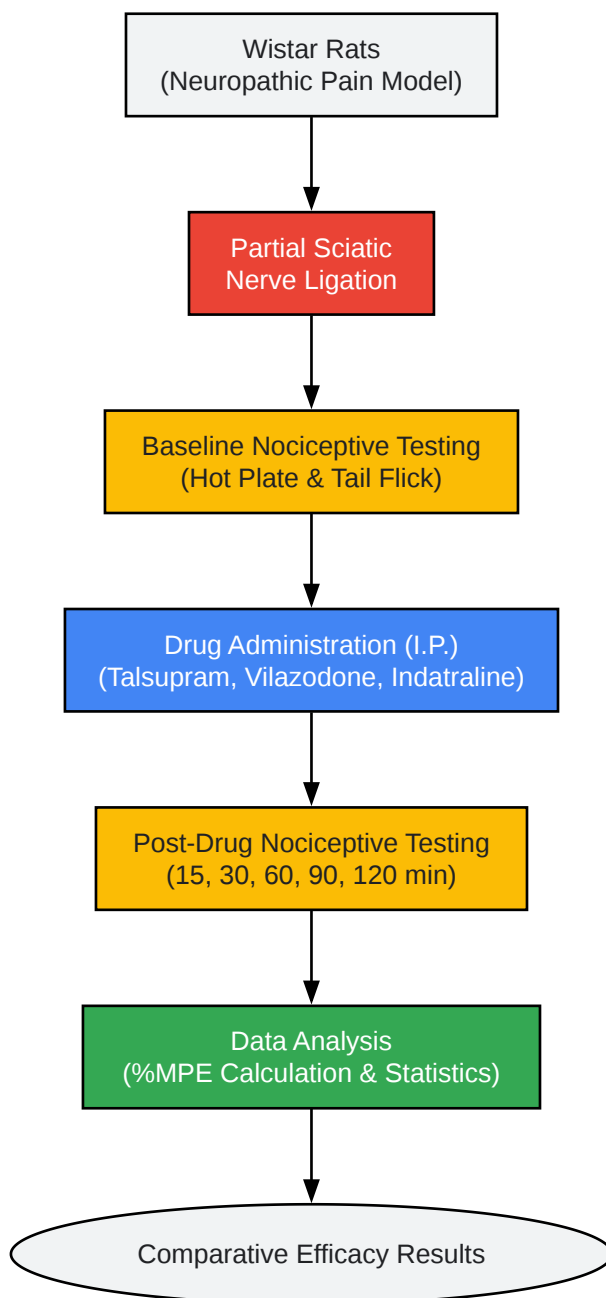 Wistar Rats
(Neuropathic Pain Model)
Partial Sciatic
Nerve Ligation
Baseline Nociceptive Testing
(Hot Plate & Tail Flick)
Drug Administration (I.P.)
(Talsupram, Vilazodone, Indatraline)
Post-Drug Nociceptive Testing
(15, 30, 60, 90, 120 min)
Data Analysis
(%MPE Calculation & Statistics)
Comparative Efficacy Results